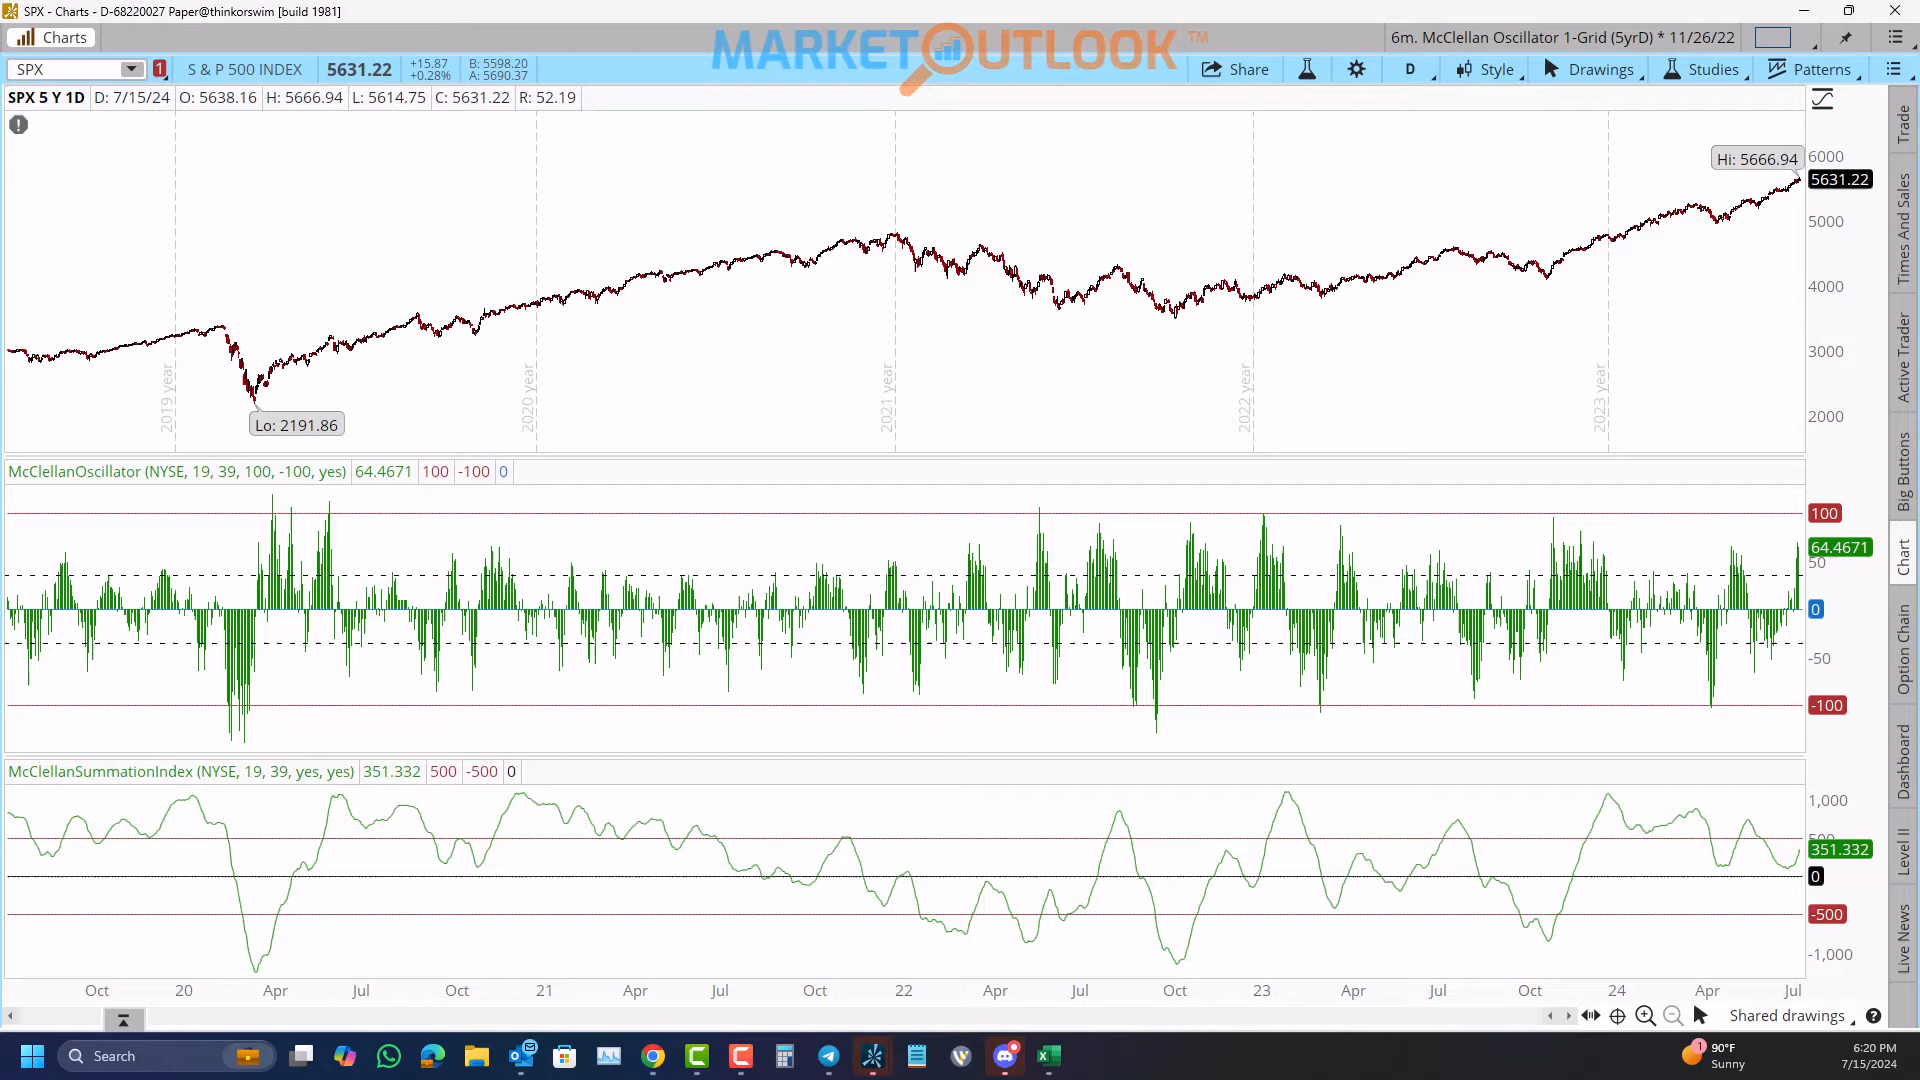 SPX - Charts - D-68220027 Paper@thinkorswim [build 1981]
Charts
MARKET OUTLOOK ™
6m. McClellan Oscillator 1-Grid (5yrD) * 11/26/22
SPX
1
S & P 500 INDEX
5631.22
+15.87
+0.28%
B: 5598.20
A: 5690.37
Share
D
Style
Drawings
Studies
Patterns
SPX 5 Y 1D D: 7/15/24 O: 5638.16 H: 5666.94 L: 5614.75 C: 5631.22 R: 52.19
Hi: 5666.94
6000
5631.22
5000
4000
3000
2000
2019 year
2020 year
2021 year
2022 year
2023 year
Lo: 2191.86
McClellanOscillator (NYSE, 19, 39, 100, -100, yes) 64.4671 100 -100 0
100
64.4671
50
0
-50
-100
McClellanSummationIndex (NYSE, 19, 39, yes, yes) 351.332 500 -500 0
1,000
500
351.332
0
-500
-1,000
Oct 20 Apr Jul Oct 21 Apr Jul Oct 22 Apr Jul Oct 23 Apr Jul Oct 24 Apr Jul
Shared drawings
Trade
Times And Sales
Active Trader
Big Buttons
Chart
Option Chain
Dashboard
Level II
Live News
Search
1
90°F
Sunny
6:20 PM
7/15/2024